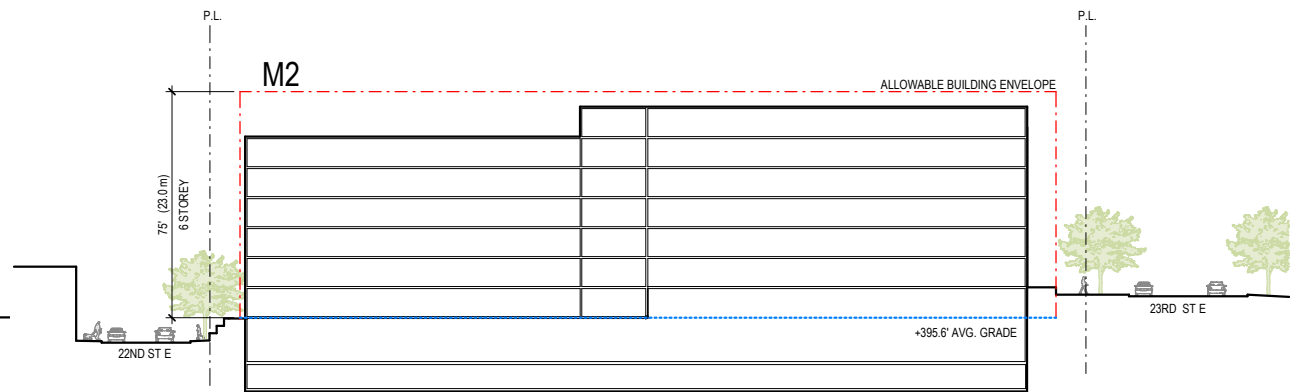 P.L.
P.L.
M2
ALLOWABLE BUILDING ENVELOPE
75' (23.0 m)
6 STOREY
23RD ST E
+395.6' AVG. GRADE
22ND ST E